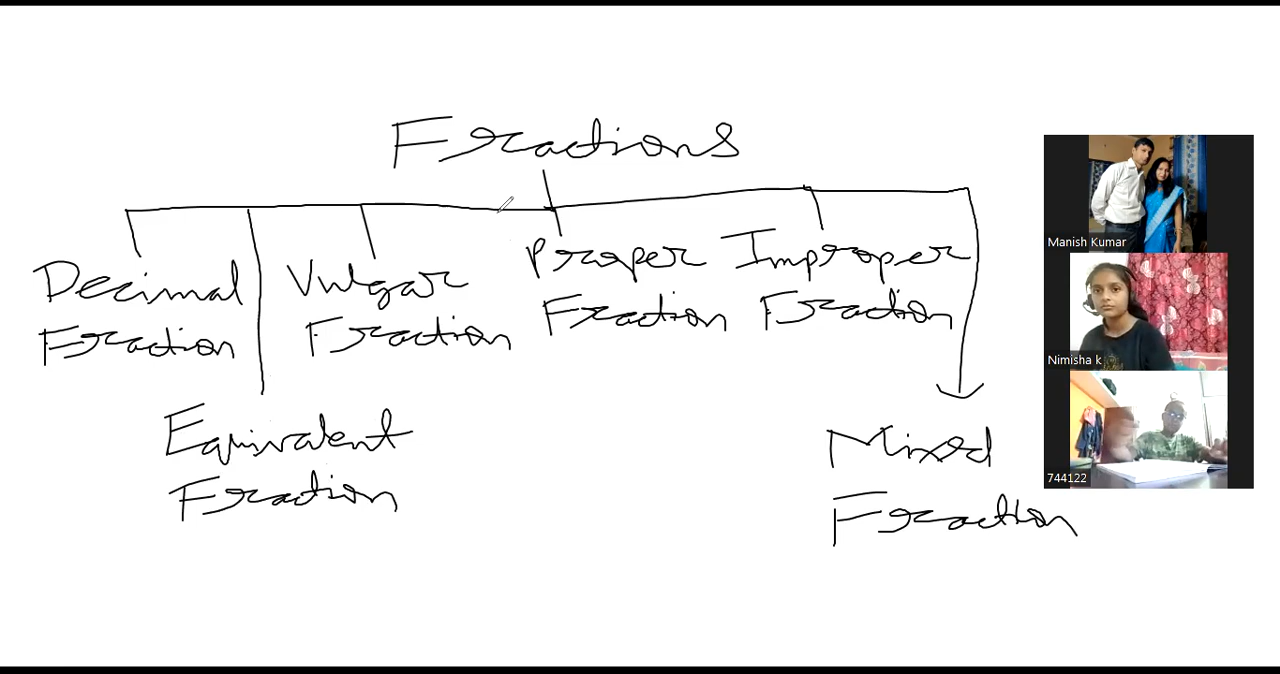 Fractions
Decimal
Fraction
Equivalent
Fraction
Vulgar
Fraction
Proper
Fraction
Improper
Fraction
Mixed
Fraction
Manish Kumar
Nimisha k
744122